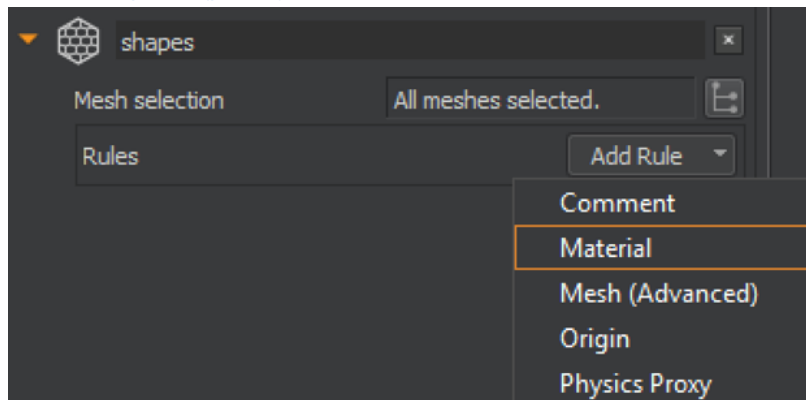 shapes
Mesh selection All meshes selected.
Rules Add Rule
Comment
Material
Mesh (Advanced)
Origin
Physics Proxy